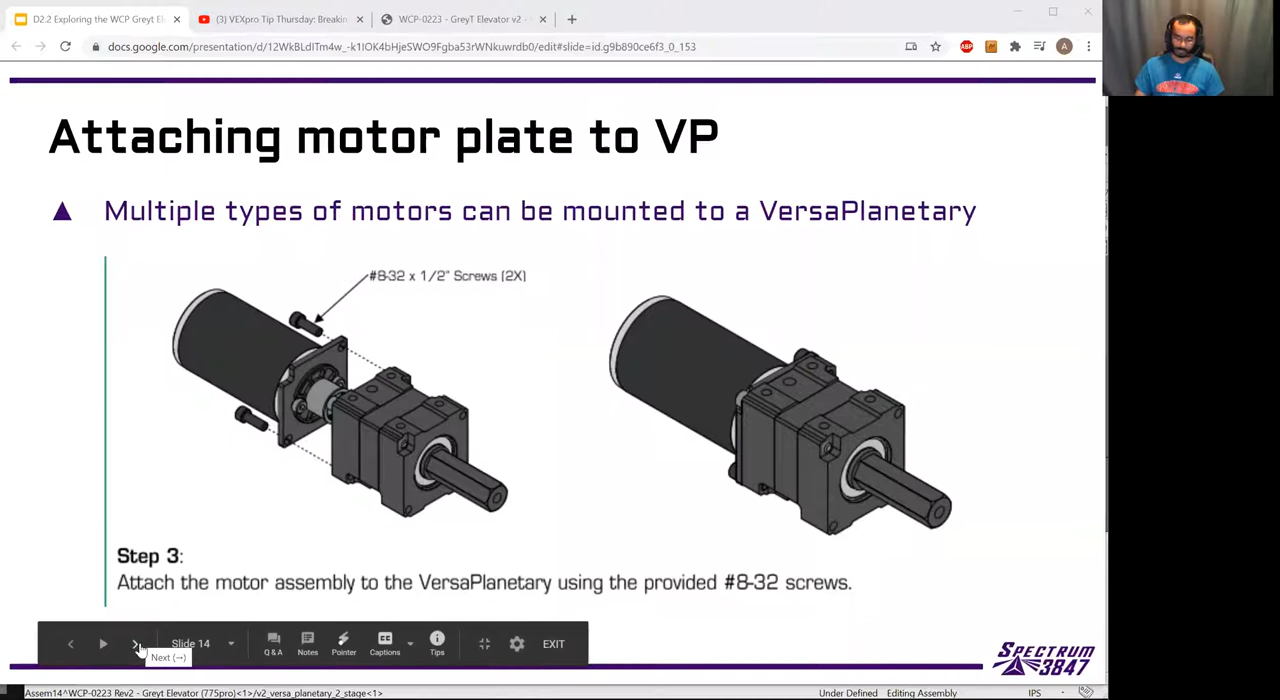 D2.2 Exploring the WCP Greyt El
(3) VEXpro Tip Thursday: Breakin
WCP-0223 - GreyT Elevator v2 -
docs.google.com/presentation/d/12WkBLdlTm4w_-k1IOK4bHjeSWO9Fgba53rWNkuwrdb0/edit#slide=id.g9b890ce6f3_0_153
ABP
A
Attaching motor plate to VP
Multiple types of motors can be mounted to a VersaPlanetary
#8-32 x 1/2" Screws (2X)
Step 3:
Attach the motor assembly to the VersaPlanetary using the provided #8-32 screws.
Slide 14
Q & A
Notes
Pointer
CC
Captions
Tips
EXIT
Next (→)
SPECTRUM
3847
Assem14^WCP-0223 Rev2 - Greyt Elevator (775pro)<1>/v2_versa_planetary_2_stage<1>
Under Defined
Editing Assembly
IPS